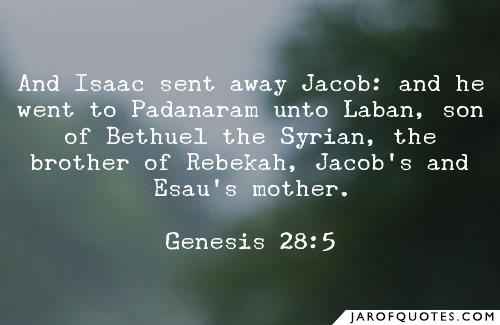 And Isaac sent away Jacob: and he
went to Padanaram unto Laban, son
of Bethuel the Syrian, the
brother of Rebekah, Jacob's and
Esau's mother.
Genesis 28:5
JAROFQUOTES.COM